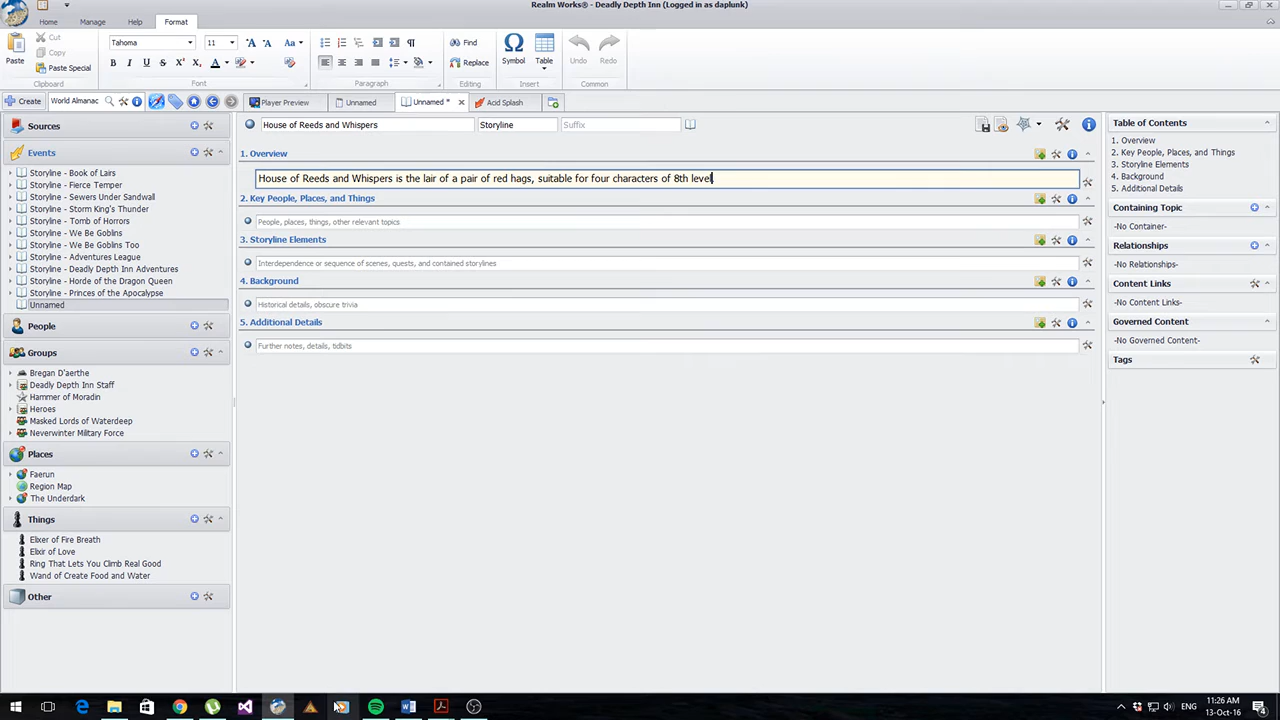 Realm Works® - Deadly Depth Inn (Logged in as daplunk)
Home Manage Help Format
Paste
Cut
Copy
Paste Special
Clipboard
Tahoma 11
Font
Paragraph
Find
Replace
Editing
Symbol Table
Insert
Undo Redo
Common
Create World Almanac
Player Preview Unnamed Unnamed * Acid Splash
Sources
Events
Storyline - Book of Lairs
Storyline - Fierce Temper
Storyline - Sewers Under Sandwall
Storyline - Storm King's Thunder
Storyline - Tomb of Horrors
Storyline - We Be Goblins
Storyline - We Be Goblins Too
Storyline - Adventures League
Storyline - Deadly Depth Inn Adventures
Storyline - Horde of the Dragon Queen
Storyline - Princes of the Apocalypse
Unnamed
People
Groups
Bregan D'aerthe
Deadly Depth Inn Staff
Hammer of Moradin
Heroes
Masked Lords of Waterdeep
Neverwinter Military Force
Places
Faerun
Region Map
The Underdark
Things
Elixer of Fire Breath
Elixir of Love
Ring That Lets You Climb Real Good
Wand of Create Food and Water
Other
House of Reeds and Whispers Storyline Suffix
1. Overview
House of Reeds and Whispers is the lair of a pair of red hags, suitable for four characters of 8th level
2. Key People, Places, and Things
People, places, things, other relevant topics
3. Storyline Elements
Interdependence or sequence of scenes, quests, and contained storylines
4. Background
Historical details, obscure trivia
5. Additional Details
Further notes, details, tidbits
Table of Contents
1. Overview
2. Key People, Places, and Things
3. Storyline Elements
4. Background
5. Additional Details
Containing Topic
-No Container-
Relationships
-No Relationships-
Content Links
-No Content Links-
Governed Content
-No Governed Content-
Tags
11:26 AM
13-Oct-16